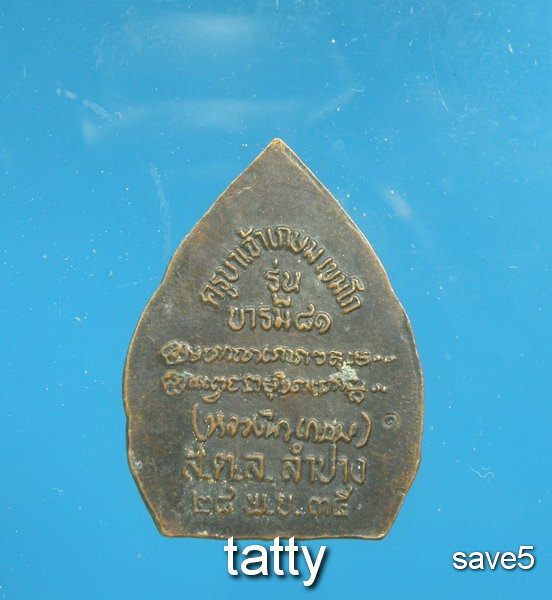 ครูบาเจ้าเกษม เขมโก
รุ่น
บารมี ๘๑
(หลวงพ่อเกษม)
ส.ต.ล. ลำปาง
๒๘ พ.ย. ๓๕
tatty
save5